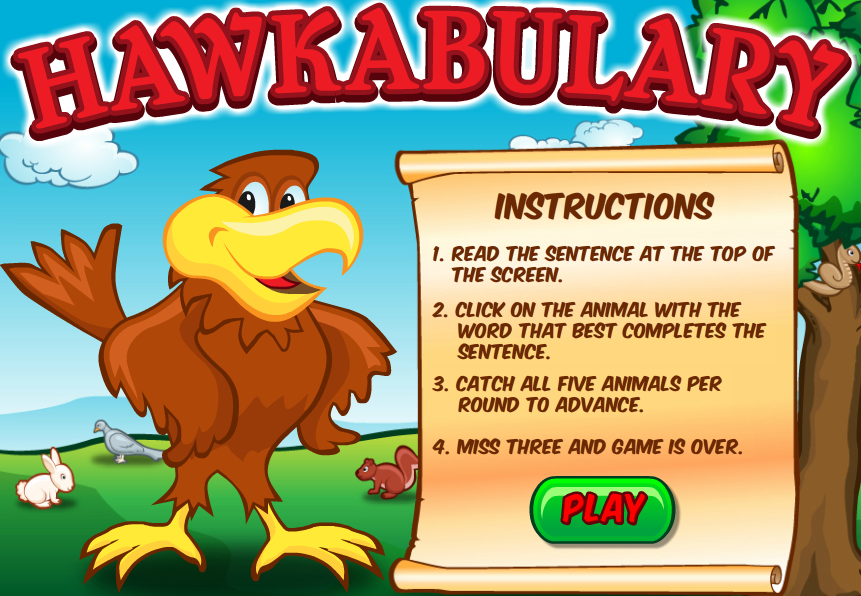 HAWKABULARY
INSTRUCTIONS
1. READ THE SENTENCE AT THE TOP OF
THE SCREEN.
2. CLICK ON THE ANIMAL WITH THE
WORD THAT BEST COMPLETES THE
SENTENCE.
3. CATCH ALL FIVE ANIMALS PER
ROUND TO ADVANCE.
4. MISS THREE AND GAME IS OVER.
PLAY